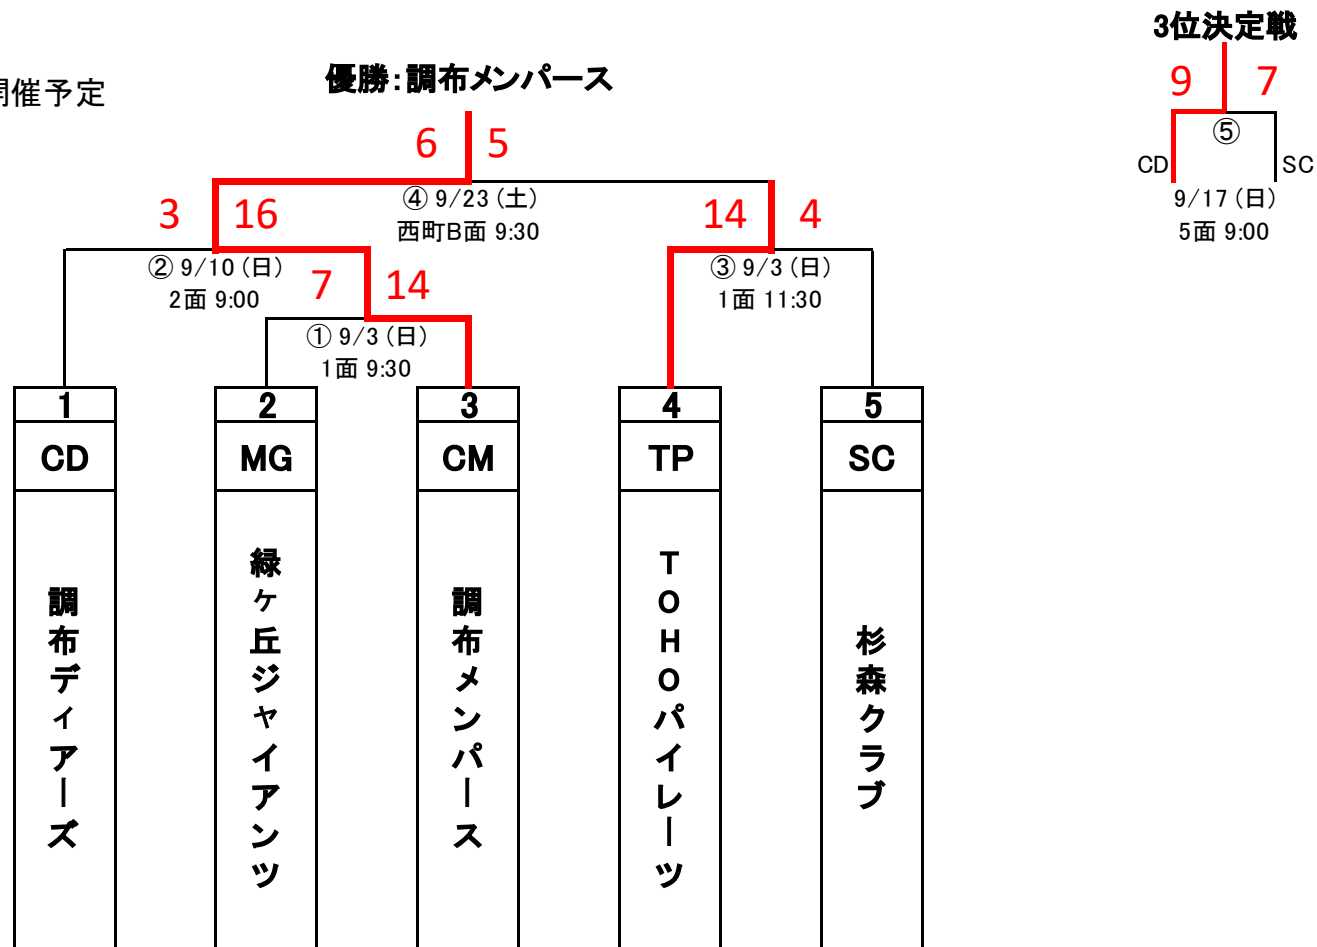 3位決定戦
9 7
⑤
CD SC
9/17(日)
5面 9:00
開催予定
優勝:調布メンパース
6 5
④ 9/23(土)
西町B面 9:30
3 16
② 9/10(日)
2面 9:00
14 4
③ 9/3(日)
1面 11:30
7 14
① 9/3(日)
1面 9:30
1 2 3 4 5
CD MG CM TP SC
調布ディアーズ
緑ヶ丘ジャイアンツ
調布メンパース
TOHOパイレーツ
杉森クラブ